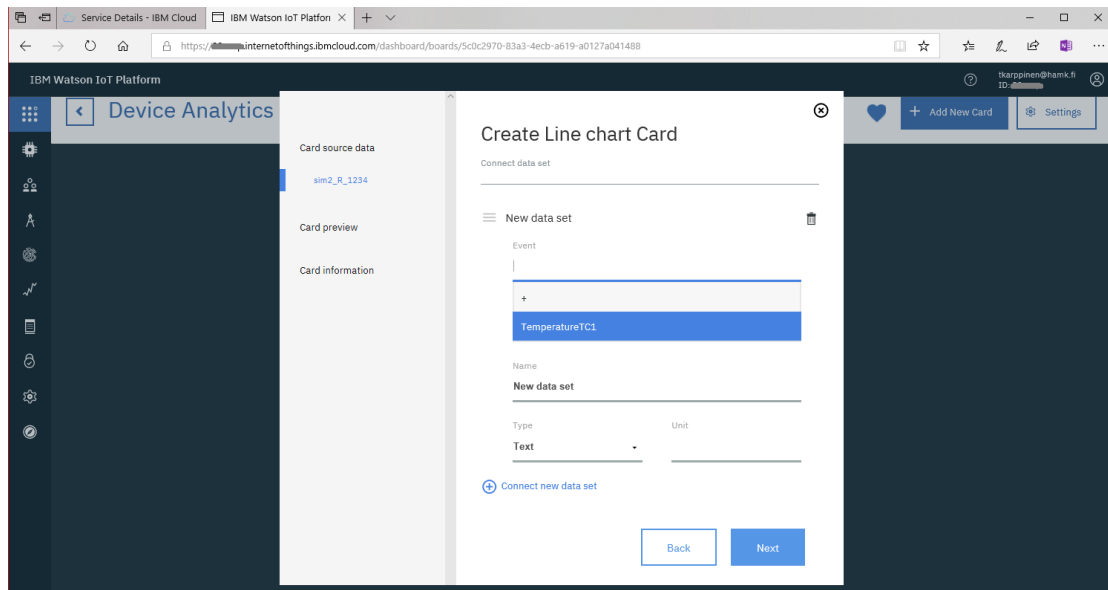 Service Details - IBM Cloud
IBM Watson IoT Platfor
https://
.internetofthings.ibmcloud.com/dashboard/boards/5c0c2970-83a3-4ecb-a619-a0127a041488
IBM Watson IoT Platform
tkarppinen@hamk.fi
ID:
Device Analytics
+ Add New Card
Settings
Card source data
sim2_R_1234
Card preview
Card information
Create Line chart Card
Connect data set
New data set
Event
+
TemperatureTC1
Name
New data set
Type
Unit
Text
Connect new data set
Back
Next